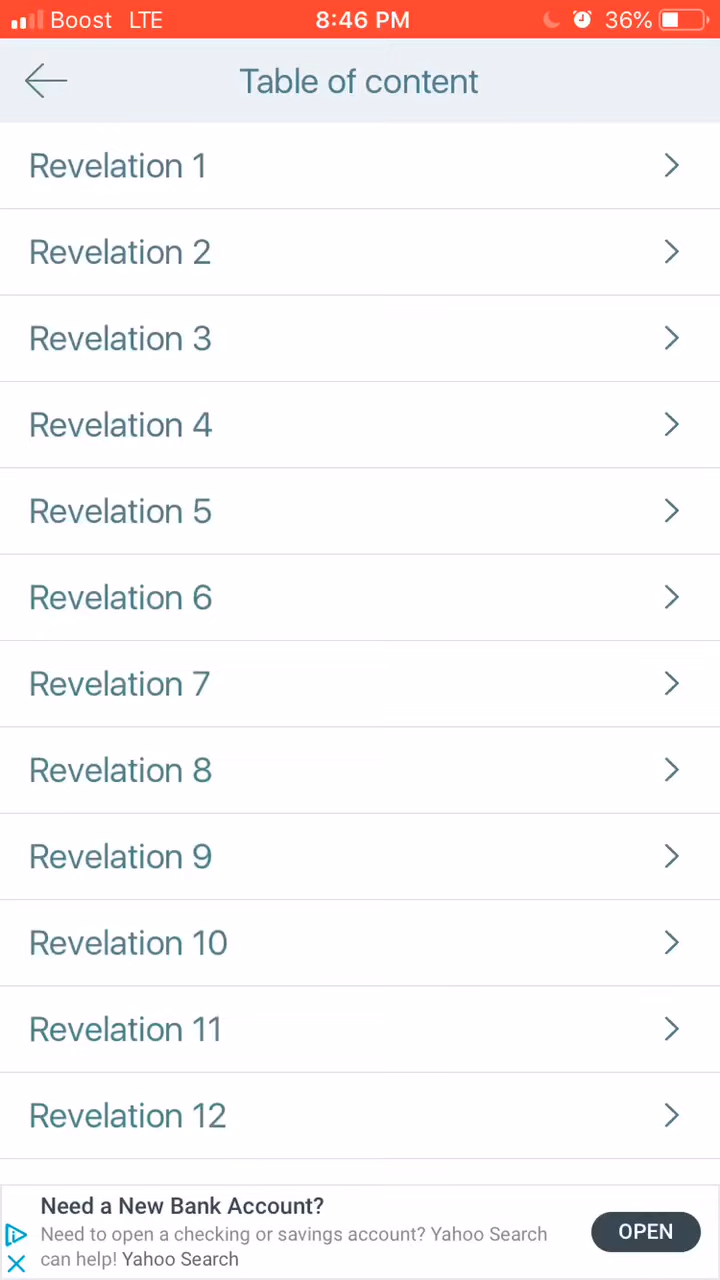 Boost LTE 8:46 PM 36%
Table of content
Revelation 1
Revelation 2
Revelation 3
Revelation 4
Revelation 5
Revelation 6
Revelation 7
Revelation 8
Revelation 9
Revelation 10
Revelation 11
Revelation 12
Need a New Bank Account?
Need to open a checking or savings account? Yahoo Search
can help! Yahoo Search
OPEN